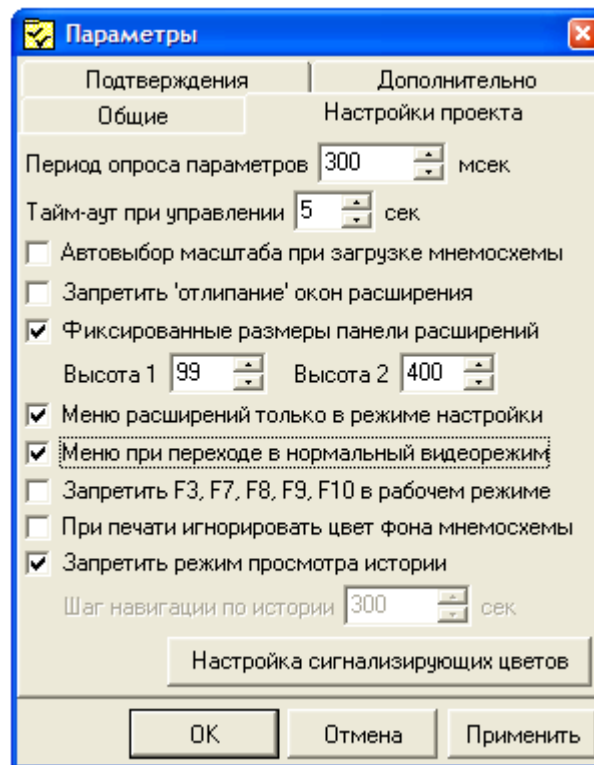 Параметры
Подтверждения Дополнительно
Общие Настройки проекта
Период опроса параметров 300 мсек
Тайм-аут при управлении 5 сек
Автовыбор масштаба при загрузке мнемосхемы
Запретить 'отлипание' окон расширения
Фиксированные размеры панели расширений
Высота 1 99 Высота 2 400
Меню расширений только в режиме настройки
Меню при переходе в нормальный видеорежим
Запретить F3, F7, F8, F9, F10 в рабочем режиме
При печати игнорировать цвет фона мнемосхемы
Запретить режим просмотра истории
Шаг навигации по истории 300 сек
Настройка сигнализирующих цветов
OK Отмена Применить